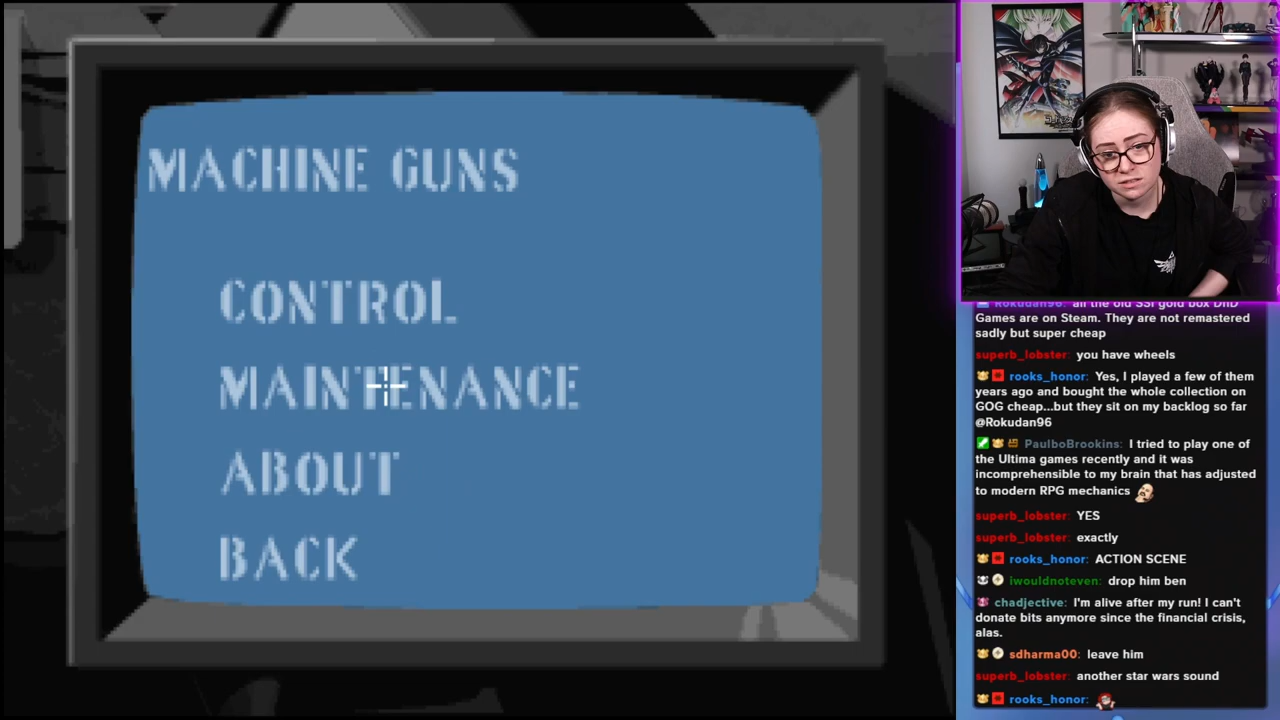 MACHINE GUNS
CONTROL
MAINTENANCE
ABOUT
BACK
Rokudan96: all the old SSI gold box DnD
Games are on Steam. They are not remastered
sadly but super cheap
superb_lobster: you have wheels
rooks_honor: Yes, I played a few of them
years ago and bought the whole collection on
GOG cheap...but they sit on my backlog so far
@Rokudan96
PaulboBrookins: I tried to play one of
the Ultima games recently and it was
incomprehensible to my brain that has adjusted
to modern RPG mechanics
superb_lobster: YES
superb_lobster: exactly
rooks_honor: ACTION SCENE
iwouldnoteven: drop him ben
chadjective: I'm alive after my run! I can't
donate bits anymore since the financial crisis,
alas.
sdharma00: leave him
superb_lobster: another star wars sound
rooks_honor: